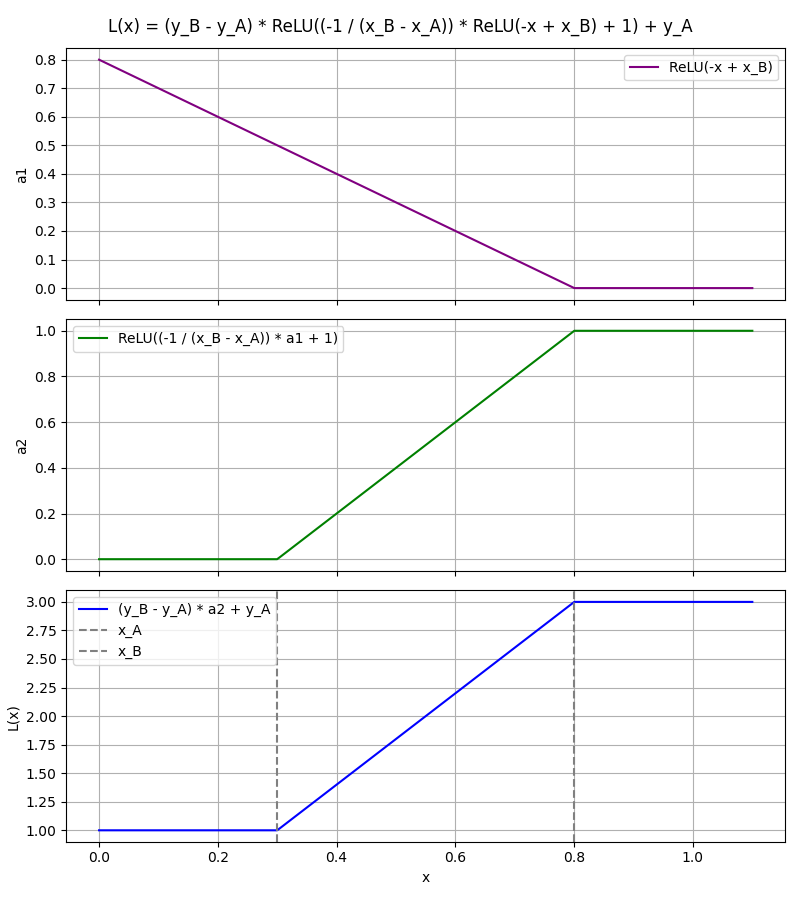 L(x) = (y_B - y_A) * ReLU((-1 / (x_B - x_A)) * ReLU(-x + x_B) + 1) + y_A
0.8
0.7
0.6
0.5
0.4
0.3
0.2
0.1
0.0
a1
ReLU(-x + x_B)
1.0
0.8
0.6
0.4
0.2
0.0
a2
ReLU((-1 / (x_B - x_A)) * a1 + 1)
3.00
2.75
2.50
2.25
2.00
1.75
1.50
1.25
1.00
L(x)
(y_B - y_A) * a2 + y_A
x_A
x_B
0.0 0.2 0.4 0.6 0.8 1.0
x